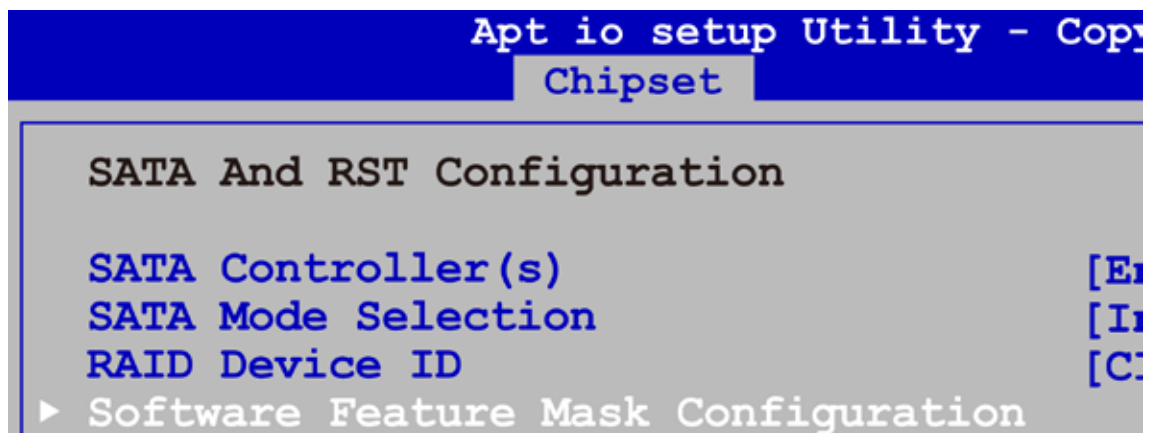 Apt io setup Utility -
Chipset
SATA And RST Configuration
SATA Controller(s)
SATA Mode Selection
RAID Device ID
Software Feature Mask Configuration